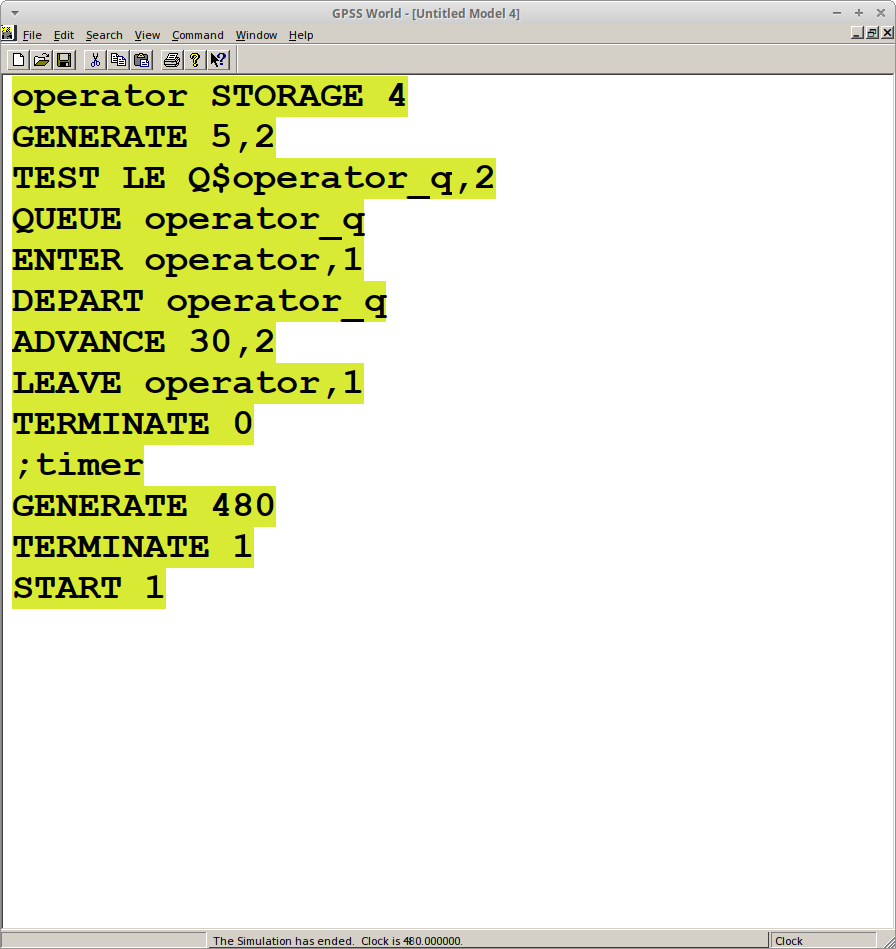 GPSS World - [Untitled Model 4]
File Edit Search View Command Window Help
operator STORAGE 4
GENERATE 5,2
TEST LE Q$operator_q,2
QUEUE operator_q
ENTER operator,1
DEPART operator_q
ADVANCE 30,2
LEAVE operator,1
TERMINATE 0
;timer
GENERATE 480
TERMINATE 1
START 1
The Simulation has ended. Clock is 480.000000.
Clock